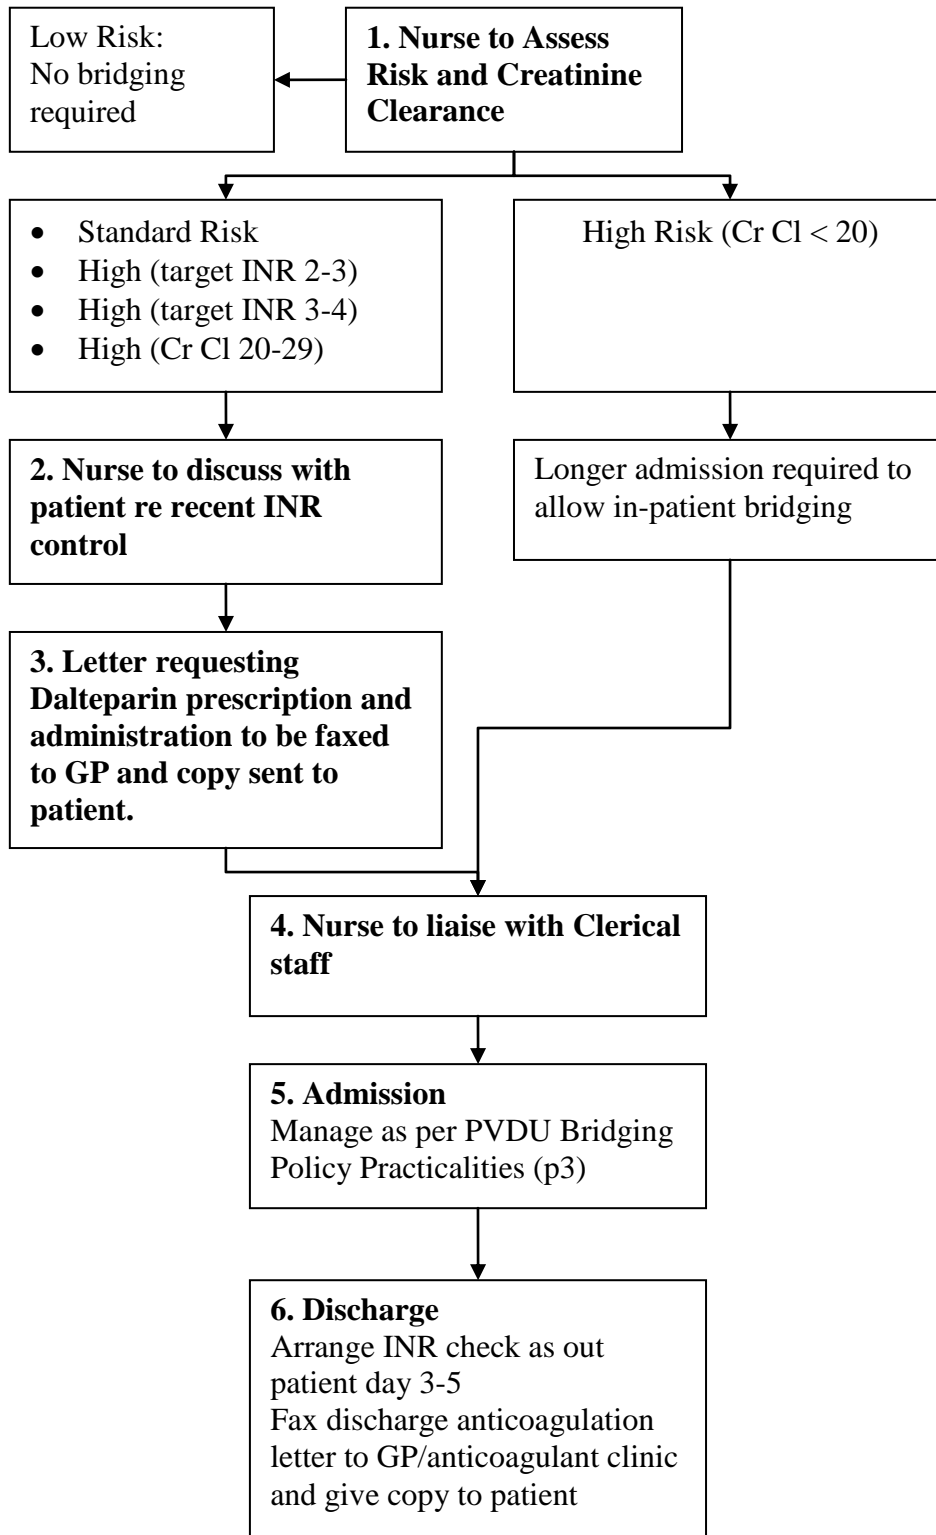 Low Risk:
No bridging
required
1. Nurse to Assess
Risk and Creatinine
Clearance
• Standard Risk
• High (target INR 2-3)
• High (target INR 3-4)
• High (Cr Cl 20-29)
High Risk (Cr Cl < 20)
2. Nurse to discuss with
patient re recent INR
control
Longer admission required to
allow in-patient bridging
3. Letter requesting
Dalteparin prescription and
administration to be faxed
to GP and copy sent to
patient.
4. Nurse to liaise with Clerical
staff
5. Admission
Manage as per PVDU Bridging
Policy Practicalities (p3)
6. Discharge
Arrange INR check as out
patient day 3-5
Fax discharge anticoagulation
letter to GP/anticoagulant clinic
and give copy to patient